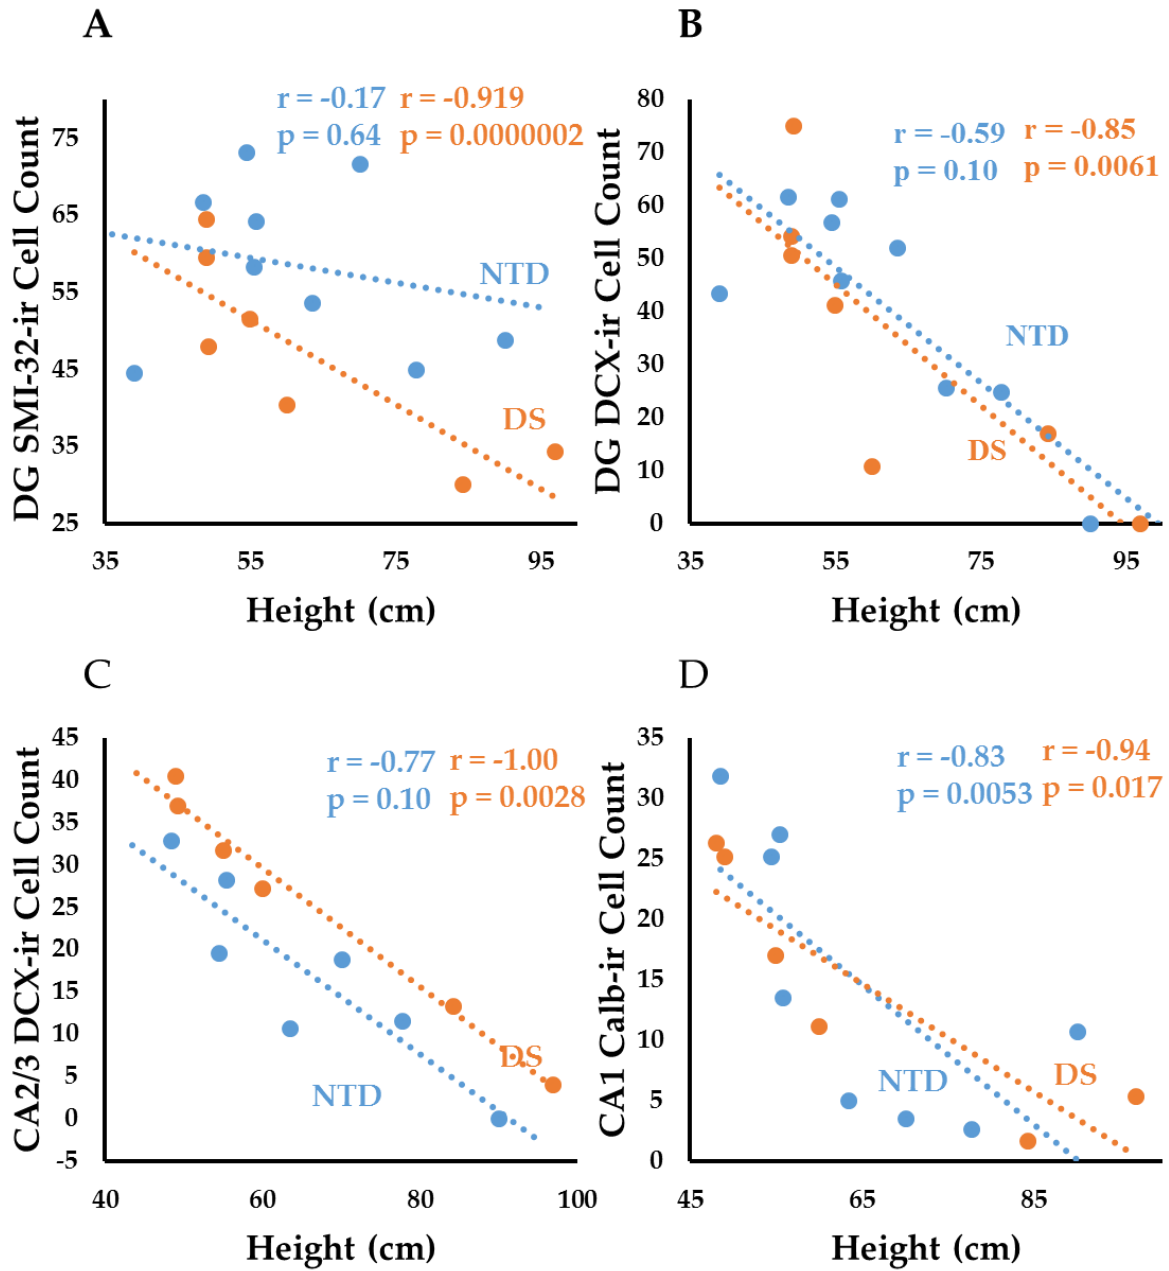 A
r = -0.17 r = -0.919
p = 0.64 p = 0.0000002
DG SMI-32-ir Cell Count
75
65
55
45
35
25
NTD
DS
35 55 75 95
Height (cm)
B
r = -0.59 r = -0.85
p = 0.10 p = 0.0061
DG DCX-ir Cell Count
80
70
60
50
40
30
20
10
0
NTD
DS
35 55 75 95
Height (cm)
C
r = -0.77 r = -1.00
p = 0.10 p = 0.0028
CA2/3 DCX-ir Cell Count
45
40
35
30
25
20
15
10
5
0
-5
DS
NTD
40 60 80 100
Height (cm)
D
r = -0.83 r = -0.94
p = 0.0053 p = 0.017
CA1 Calb-ir Cell Count
35
30
25
20
15
10
5
0
NTD DS
45 65 85
Height (cm)